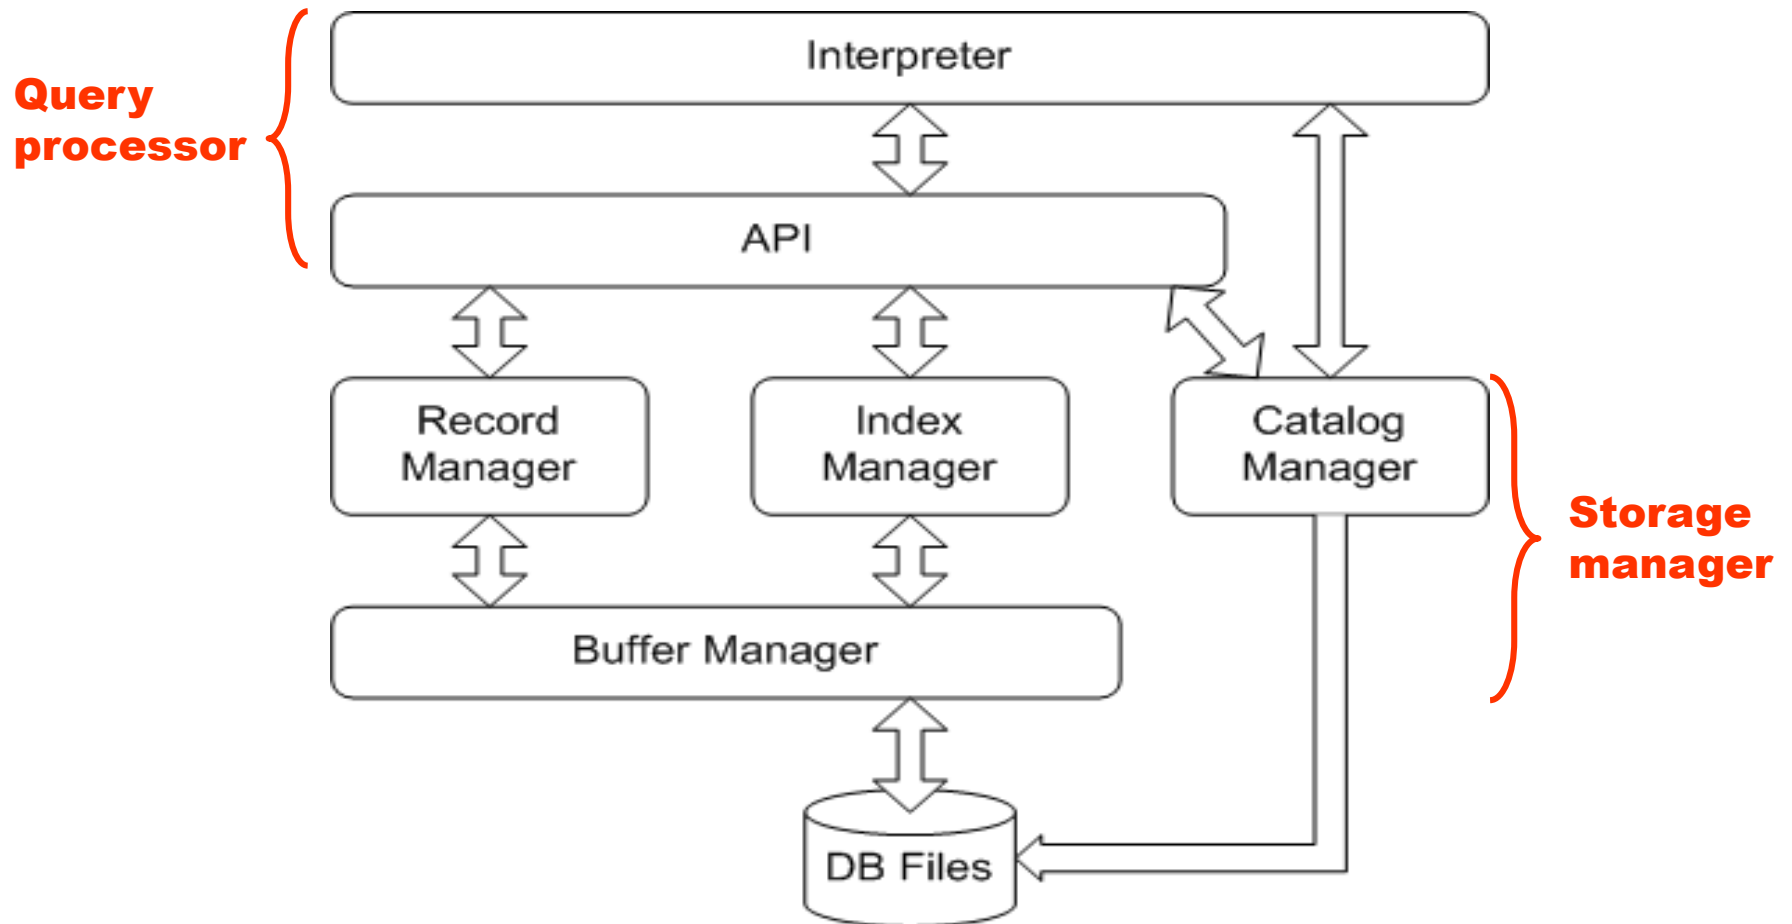 Interpreter
Query
processor
API
Record
Manager
Index
Manager
Catalog
Manager
Storage
manager
Buffer Manager
DB Files